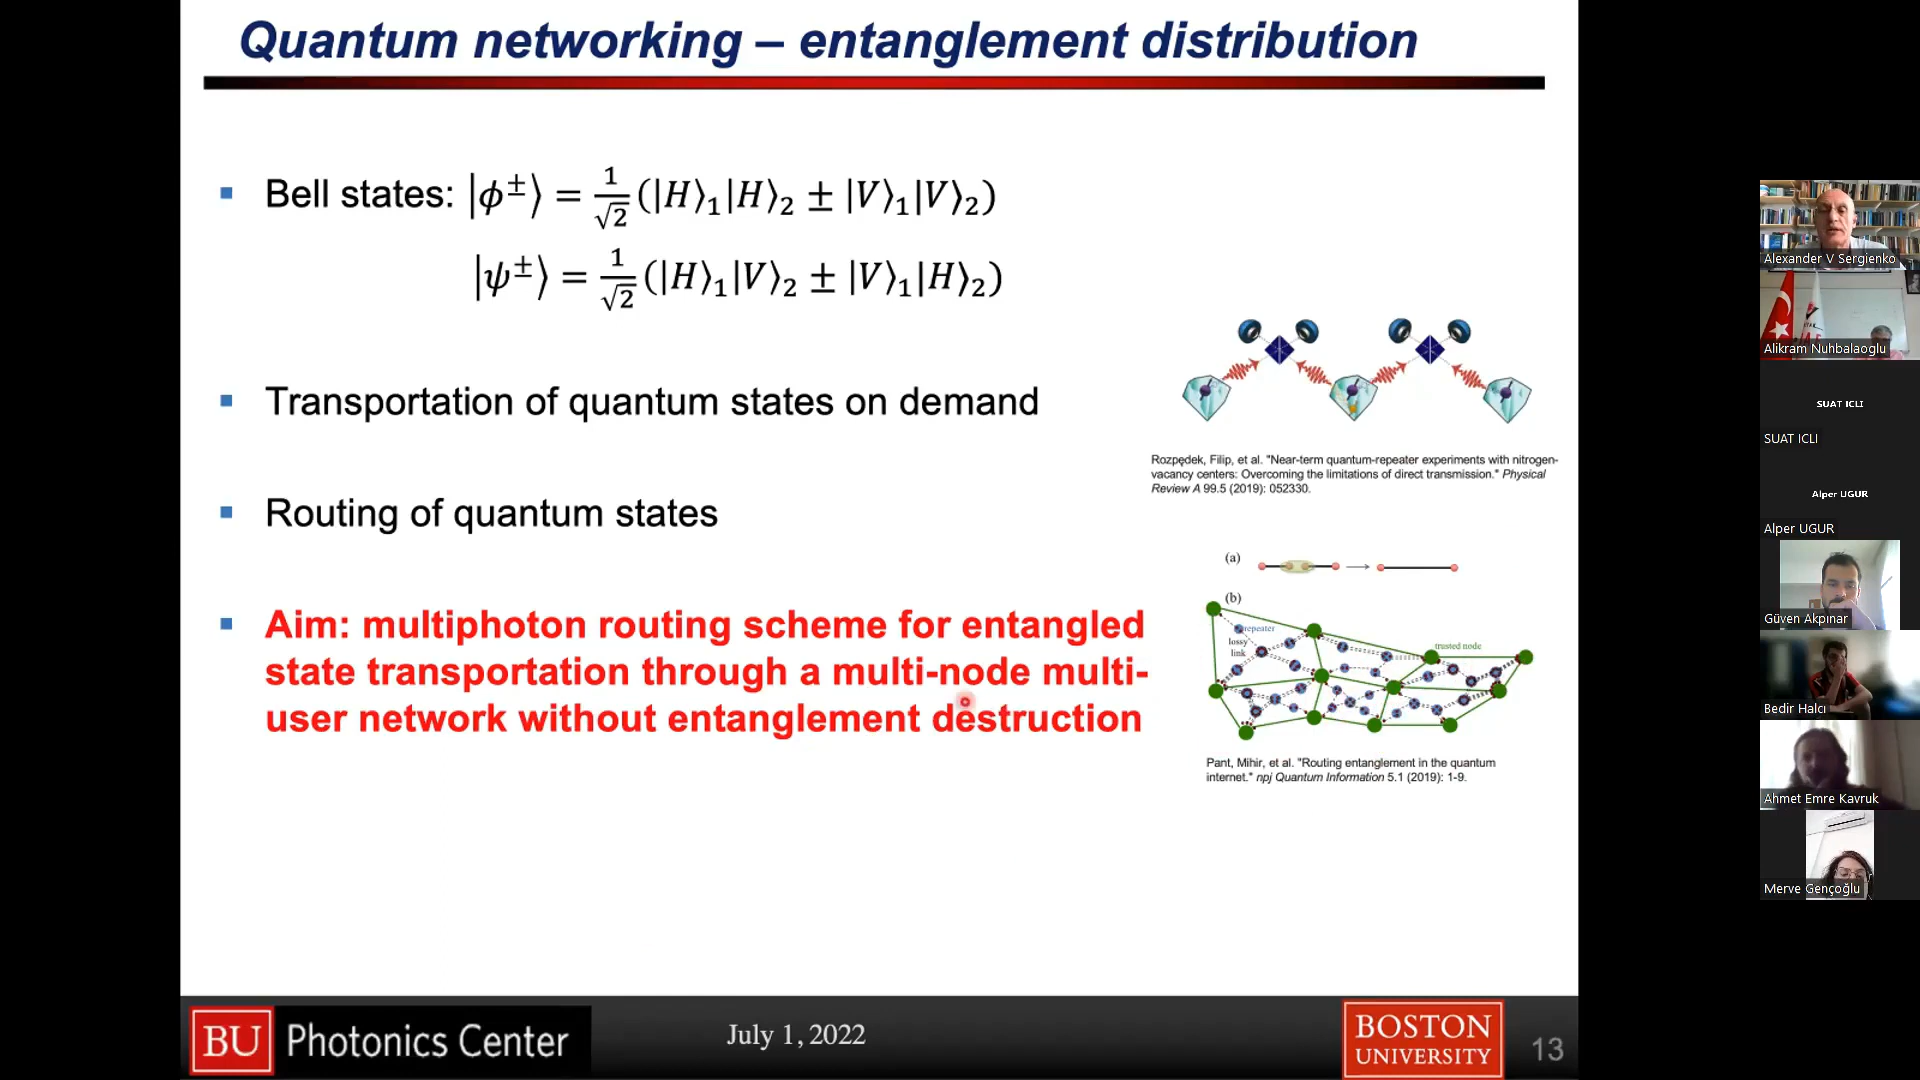 Quantum networking – entanglement distribution
Bell states: |ϕ±⟩ = 1/√2 (|H⟩₁|H⟩₂ ± |V⟩₁|V⟩₂)
|ψ±⟩ = 1/√2 (|H⟩₁|V⟩₂ ± |V⟩₁|H⟩₂)
Transportation of quantum states on demand
Routing of quantum states
Aim: multiphoton routing scheme for entangled
state transportation through a multi-node multi-
user network without entanglement destruction
Rozpędek, Filip, et al. "Near-term quantum-repeater experiments with nitrogen-
vacancy centers: Overcoming the limitations of direct transmission." Physical
Review A 99.5 (2019): 052330.
(a)
(b)
repeater
lossy
link
trusted node
Pant, Mihir, et al. "Routing entanglement in the quantum
internet." npj Quantum Information 5.1 (2019): 1-9.
BU Photonics Center
July 1, 2022
BOSTON
UNIVERSITY
13
Alexander V Sergienko
Alikram Nuhbalaoglu
SUAT ICLI
SUAT ICLI
Alper UGUR
Alper UGUR
Güven Akpınar
Bedir Halcı
Ahmet Emre Kavruk
Merve Gençoğlu